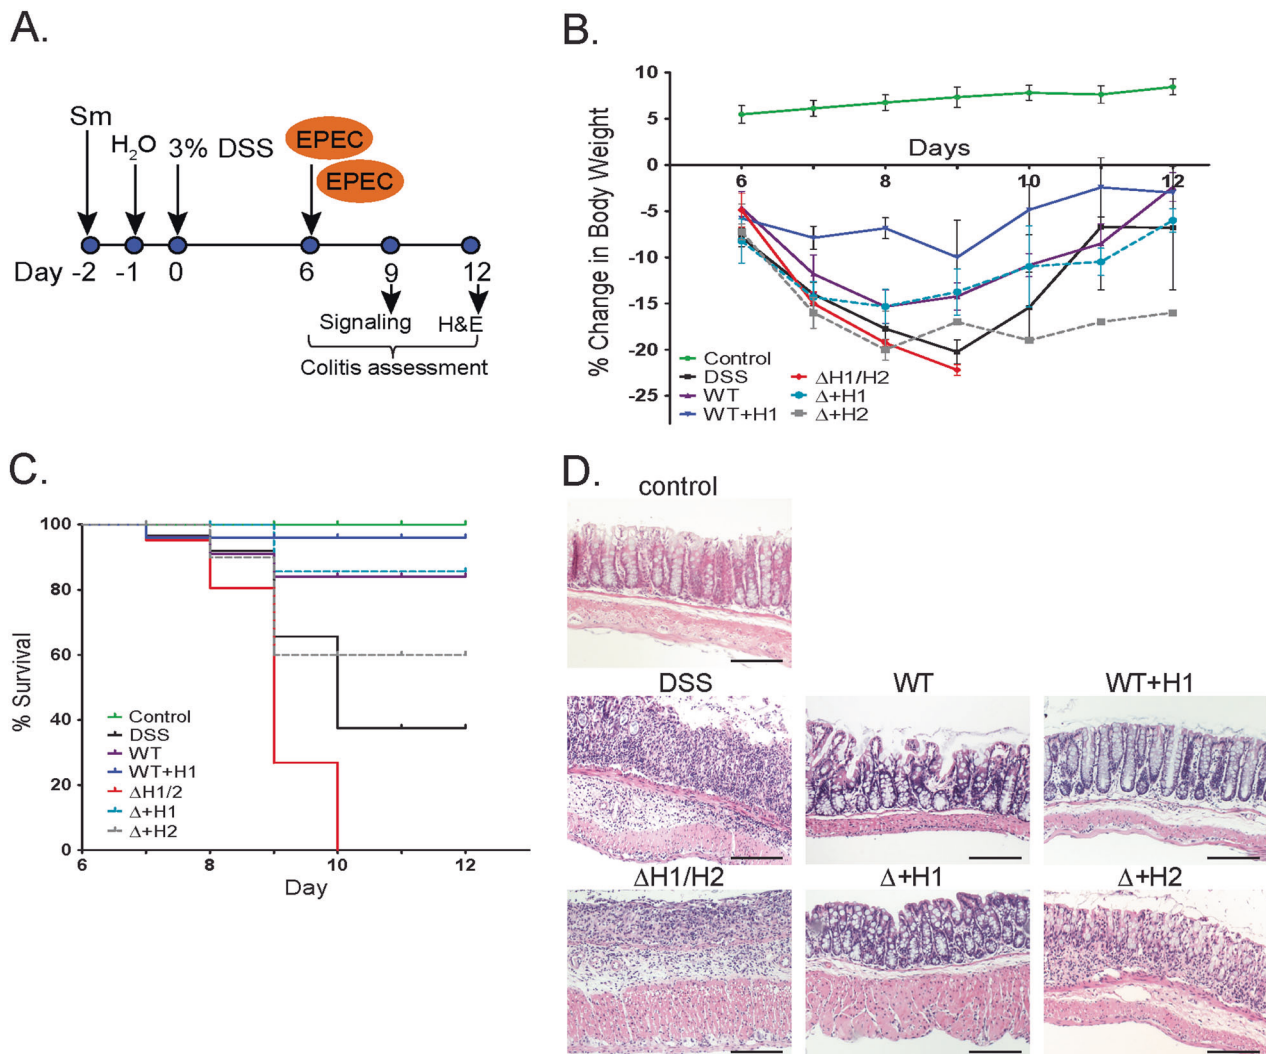 A.
Sm
H2O
3% DSS
EPEC
EPEC
Day -2 -1 0 6 9 12
Signaling H&E
Colitis assessment
B.
% Change in Body Weight
10
5
0
-5
-10
-15
-20
-25
Days
6 7 8 9 10 11 12
Control
DSS
WT
WT+H1
ΔH1/H2
Δ+H1
Δ+H2
C.
% Survival
100
80
60
40
20
0
Control
DSS
WT
WT+H1
ΔH1/2
Δ+H1
Δ+H2
6 8 10 12
Day
D.
control
DSS WT WT+H1
ΔH1/H2 Δ+H1 Δ+H2